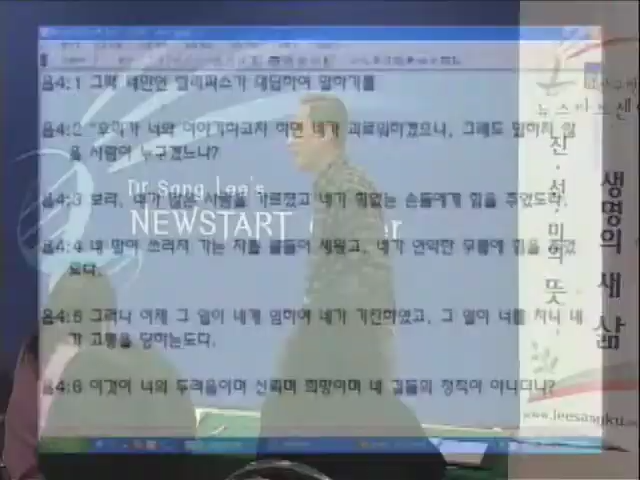 욥4:1 그때 데만인 엘리파스가 대답하여 말하기를
욥4:2 "우리가 너와 이야기하고자 하면 네가 괴로워하겠으나, 그래도 말하지 않
을 사람이 누구겠느냐?
욥4:3 보라, 네가 많은 사람을 가르쳤고 네가 힘없는 손들에게 힘을 주었도다.
욥4:4 네 말이 쓰러져 가는 자를 붙들어 세웠고, 네가 연약한 무릎에 힘을 주었
도다.
욥4:5 그러나 이제 그 일이 네게 임하여 네가 기진하였고, 그 일이 너를 치니 네
가 고통을 당하는도다.
욥4:6 이것이 너의 두려움이며 신뢰며 희망이며 네 길들의 정직이 아니더냐?
Dr.Sang Lee's
NEWSTART
뉴스타트센
진·선·미의 뜻
생명의 새 삶
www.leesangku